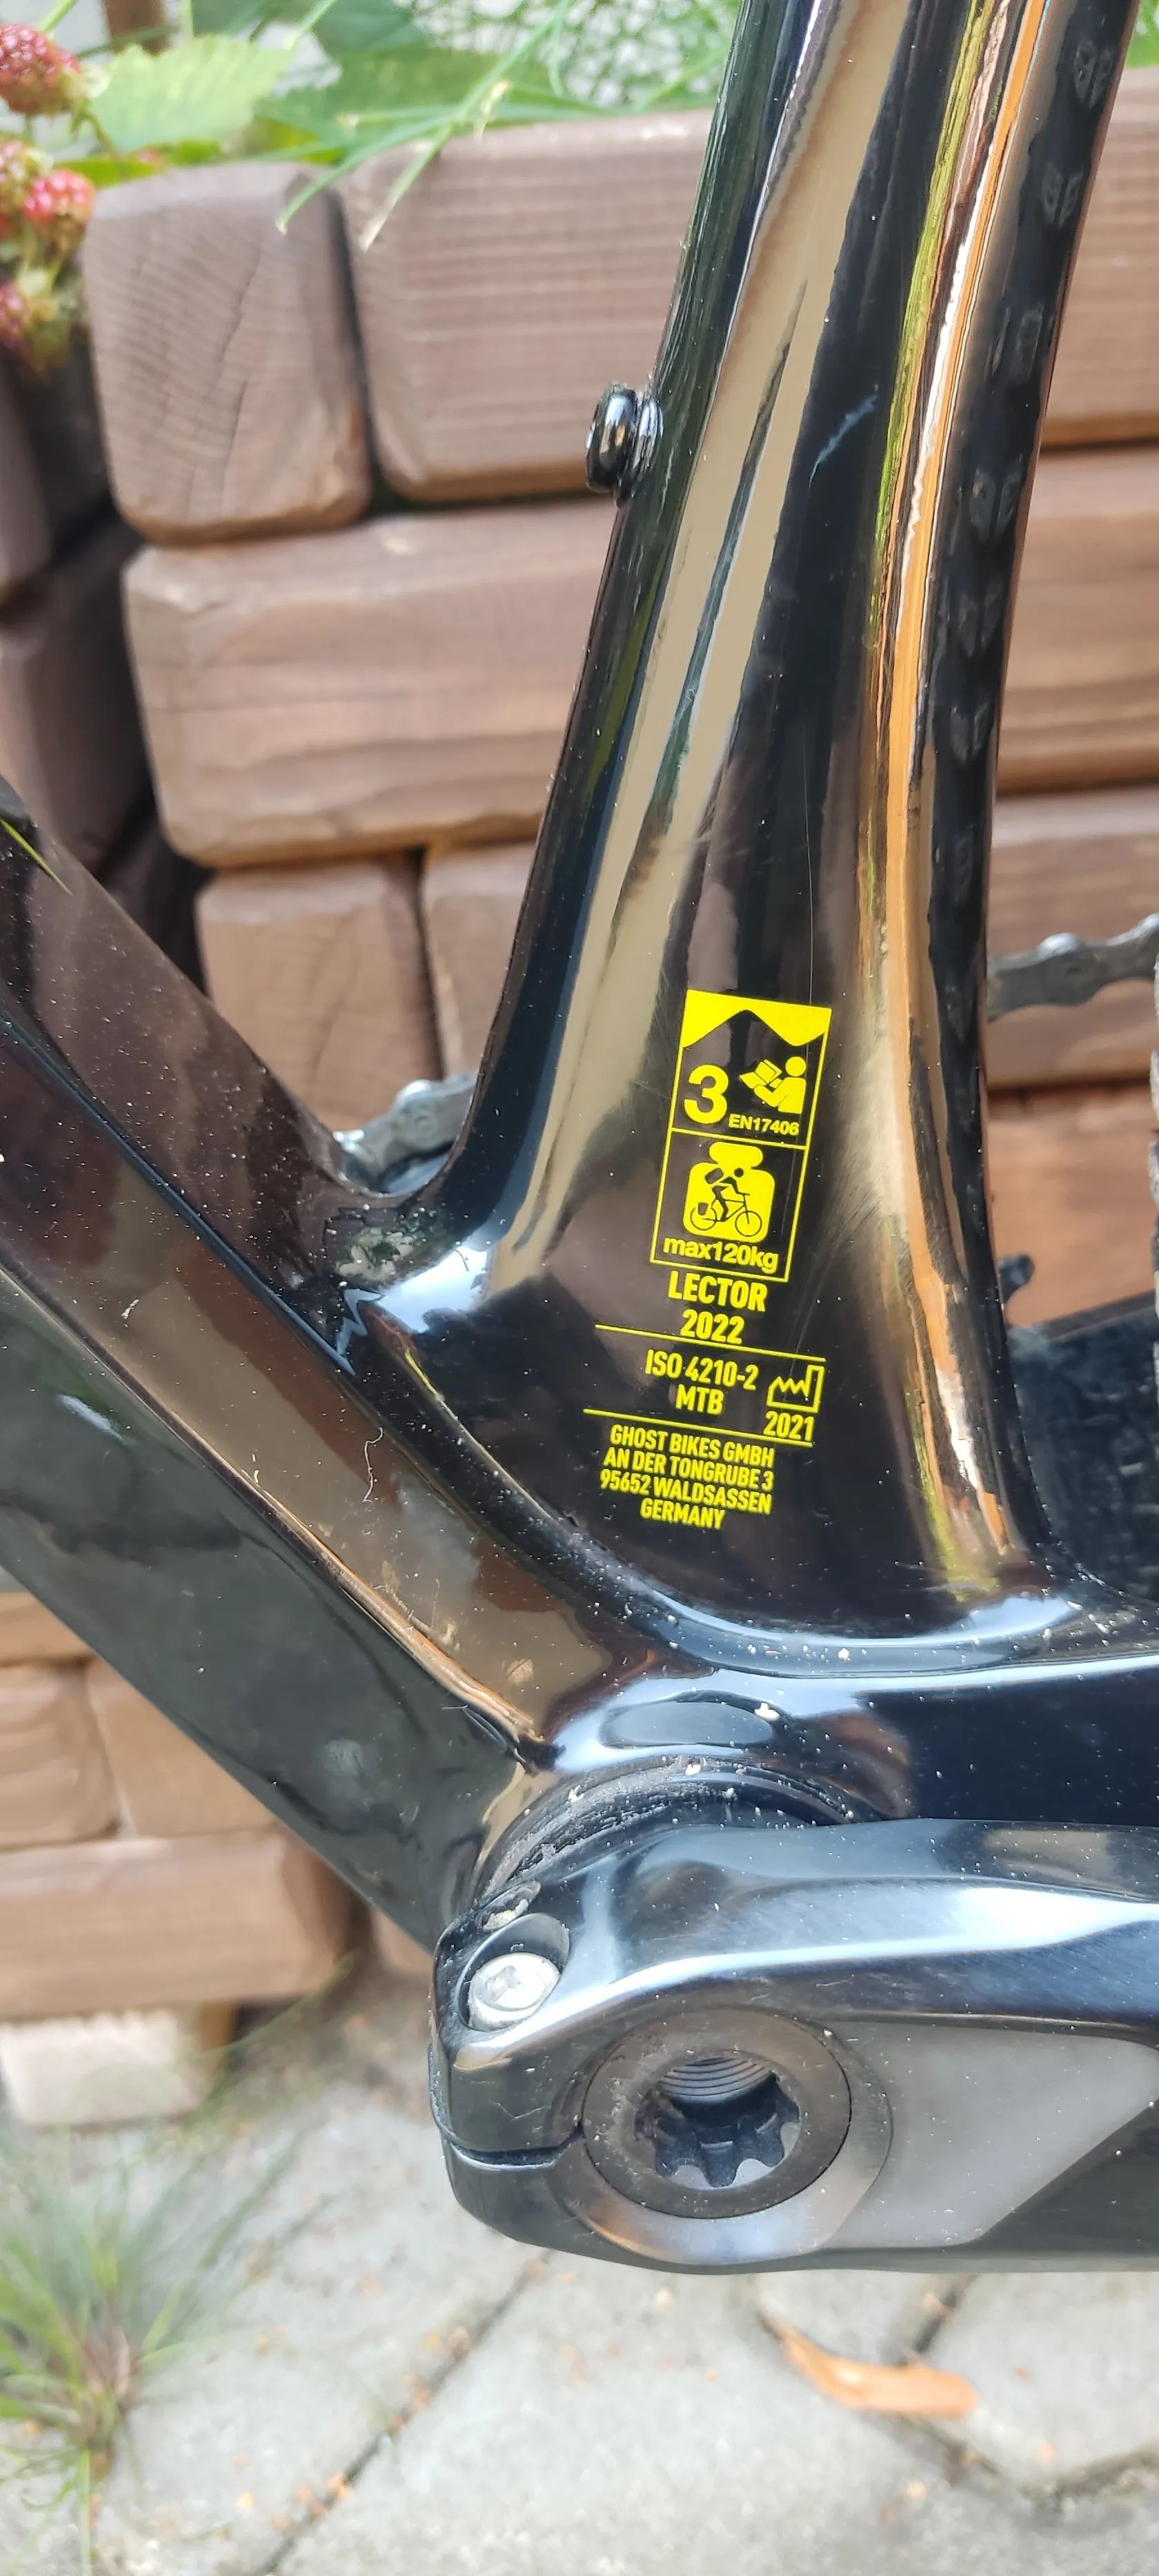 3
EN17406
max120kg
LECTOR
2022
ISO 4210-2
MTB
2021
GHOST BIKES GMBH
AN DER TONGRUBE 3
95652 WALDSASSEN
GERMANY